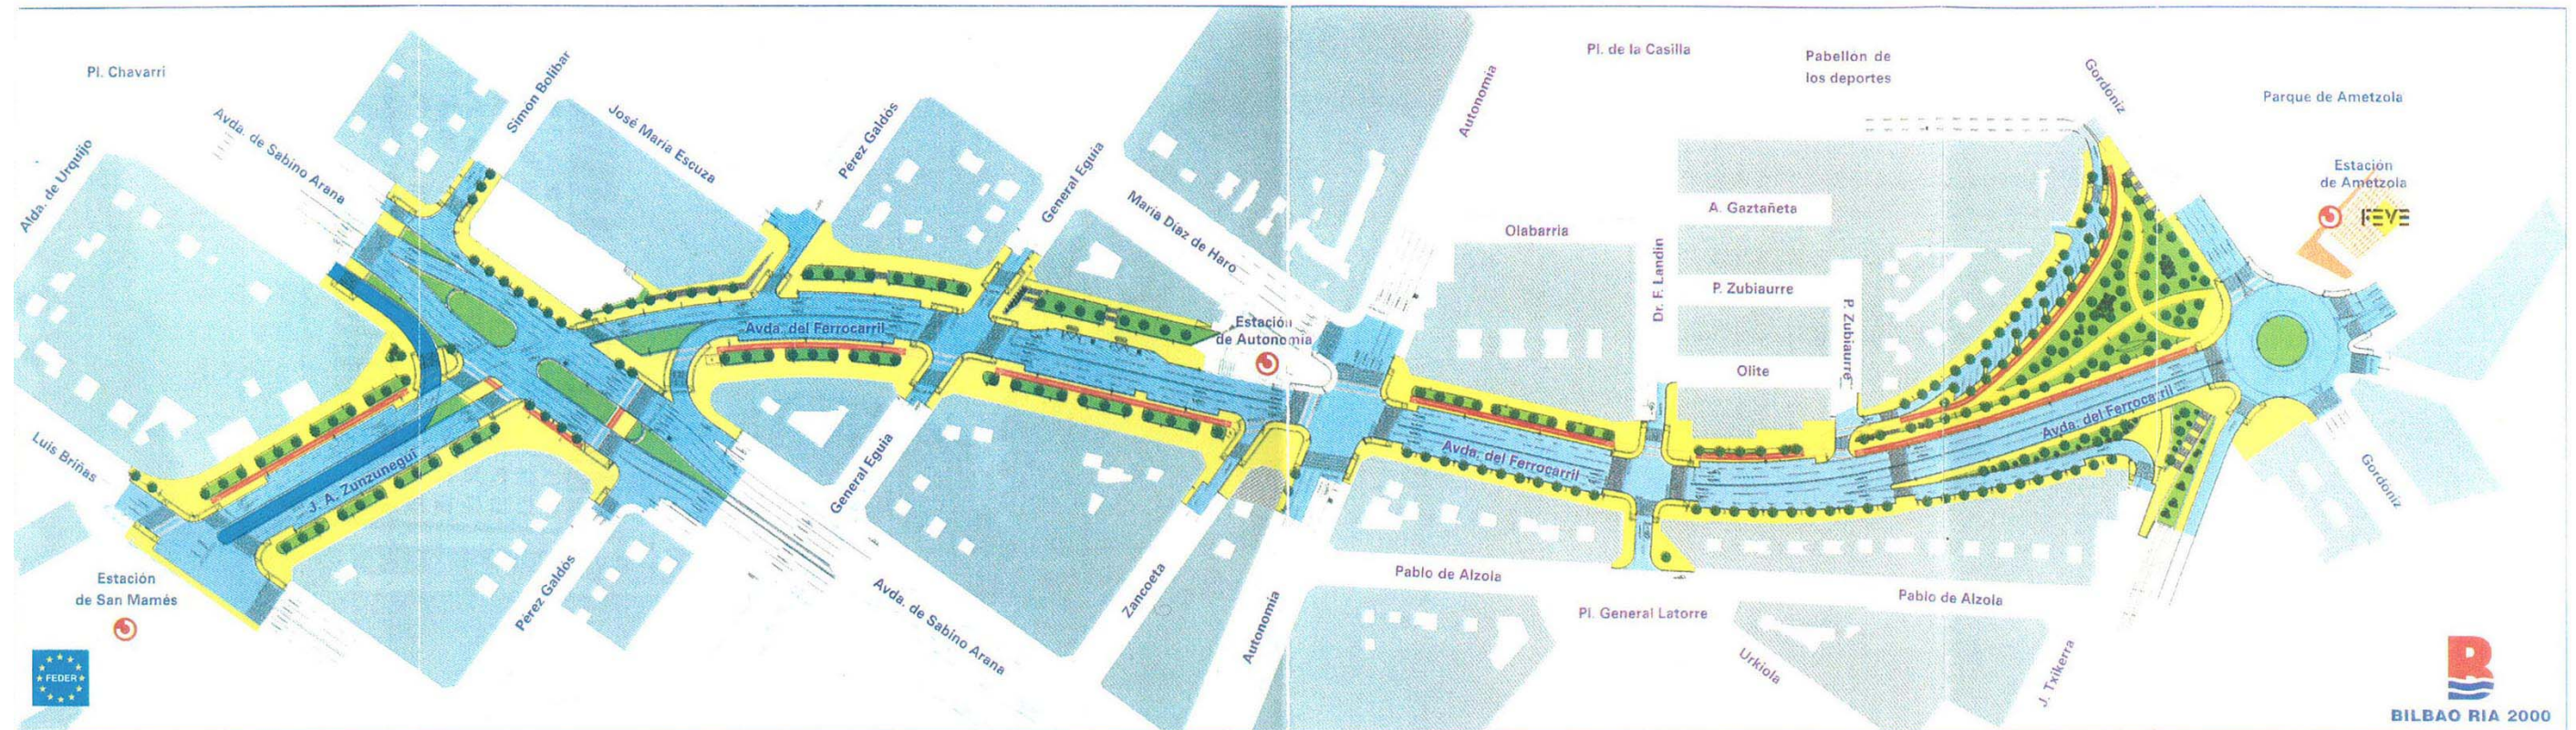 Pl. Chavarri
Alda. de Urquijo
Avda. de Sabino Arana
Simón Bolibar
José María Escuza
Pérez Galdós
General Eguia
María Díaz de Haro
Autonomía
Pl. de la Casilla
Pabellón de
los deportes
Gordóniz
Parque de Ametzola
Estación
de Ametzola
FEVE
Olabarria
Dr. F. Landin
A. Gaztañeta
P. Zubiaurre
Olite
P. Zubiaurre
Avda. del Ferrocarril
Estación
de Autonomía
Avda. del Ferrocarril
Avda. del Ferrocarril
Luis Briñas
J. A. Zunzunegui
General Eguia
Gordoniz
Estación
de San Mamés
Pérez Galdós
Avda. de Sabino Arana
Zancoeta
Autonomía
Pablo de Alzola
Pl. General Latorre
Pablo de Alzola
Urkiola
J. Txikerra
FEDER
BILBAO RIA 2000